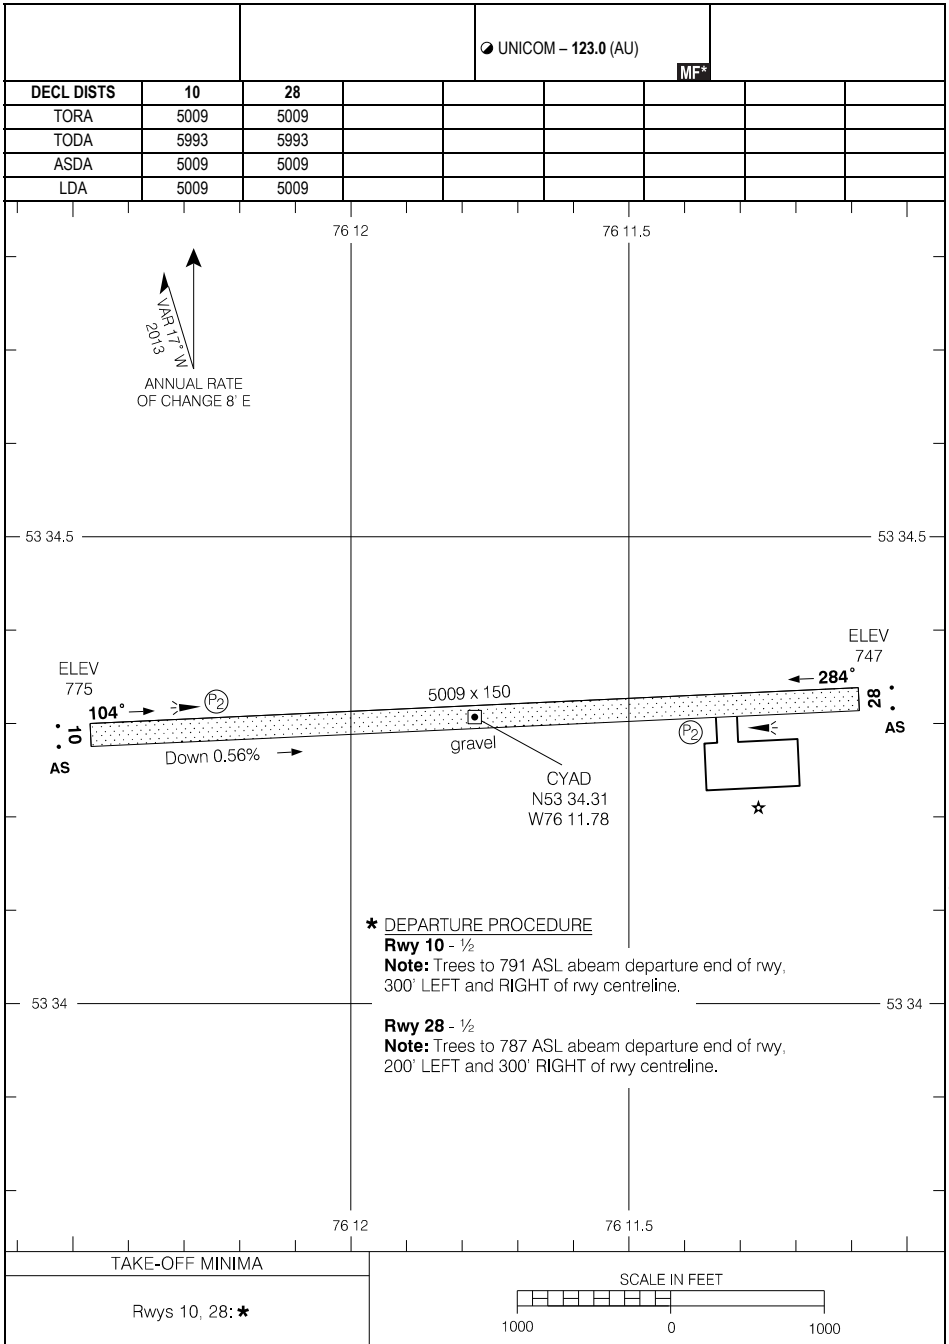 UNICOM – 123.0 (AU)
MF*
DECL DISTS 10 28
TORA 5009 5009
TODA 5993 5993
ASDA 5009 5009
LDA 5009 5009
76 12 76 11.5
VAR 17° W
2013
ANNUAL RATE
OF CHANGE 8' E
53 34.5 53 34.5
ELEV
775
ELEV
747
104°
P2
5009 x 150
284°
10
28
AS
AS
Down 0.56%
gravel
P2
CYAD
N53 34.31
W76 11.78
* DEPARTURE PROCEDURE
Rwy 10 - ½
Note: Trees to 791 ASL abeam departure end of rwy,
300' LEFT and RIGHT of rwy centreline.
53 34 53 34
Rwy 28 - ½
Note: Trees to 787 ASL abeam departure end of rwy,
200' LEFT and 300' RIGHT of rwy centreline.
76 12 76 11.5
TAKE-OFF MINIMA
Rwys 10, 28: *
SCALE IN FEET
1000 0 1000